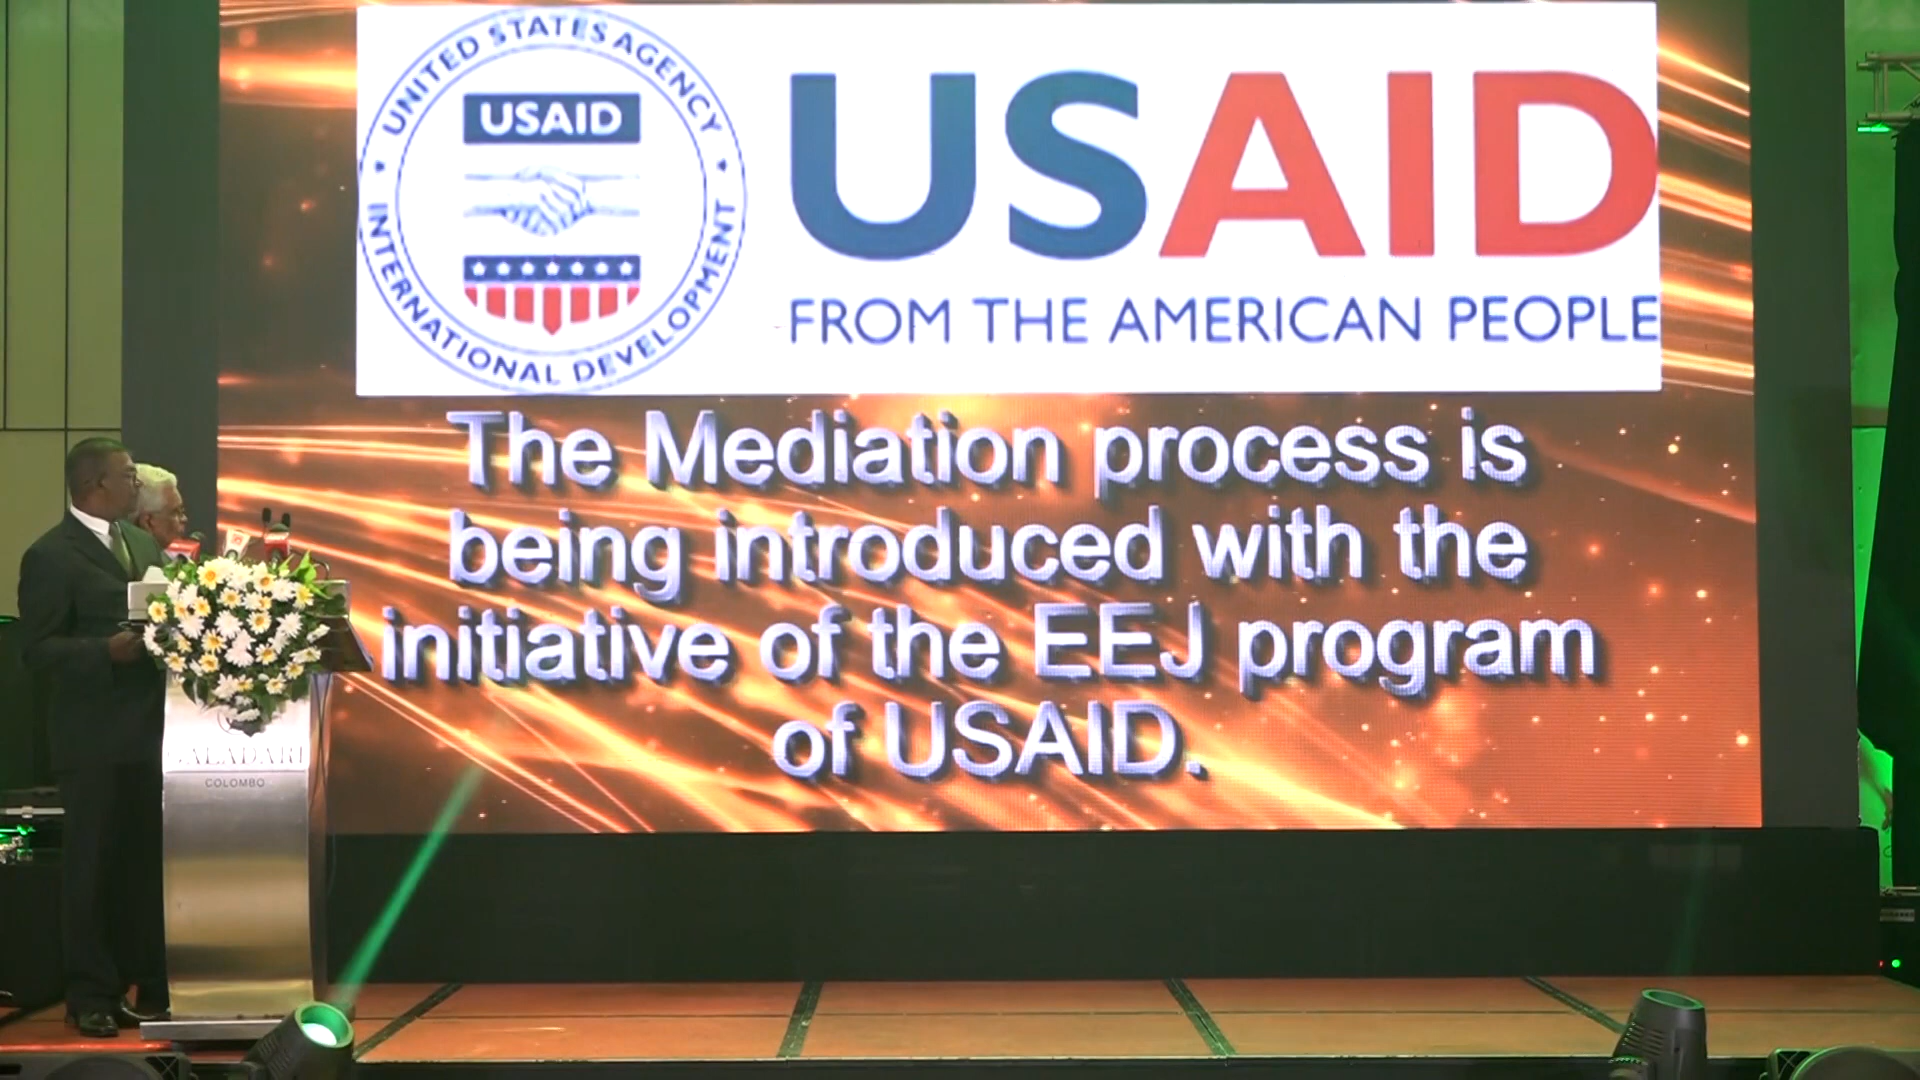 UNITED STATES AGENCY
INTERNATIONAL DEVELOPMENT
USAID
USAID
FROM THE AMERICAN PEOPLE
The Mediation process is
being introduced with the
initiative of the EEJ program
of USAID.
COLOMBO